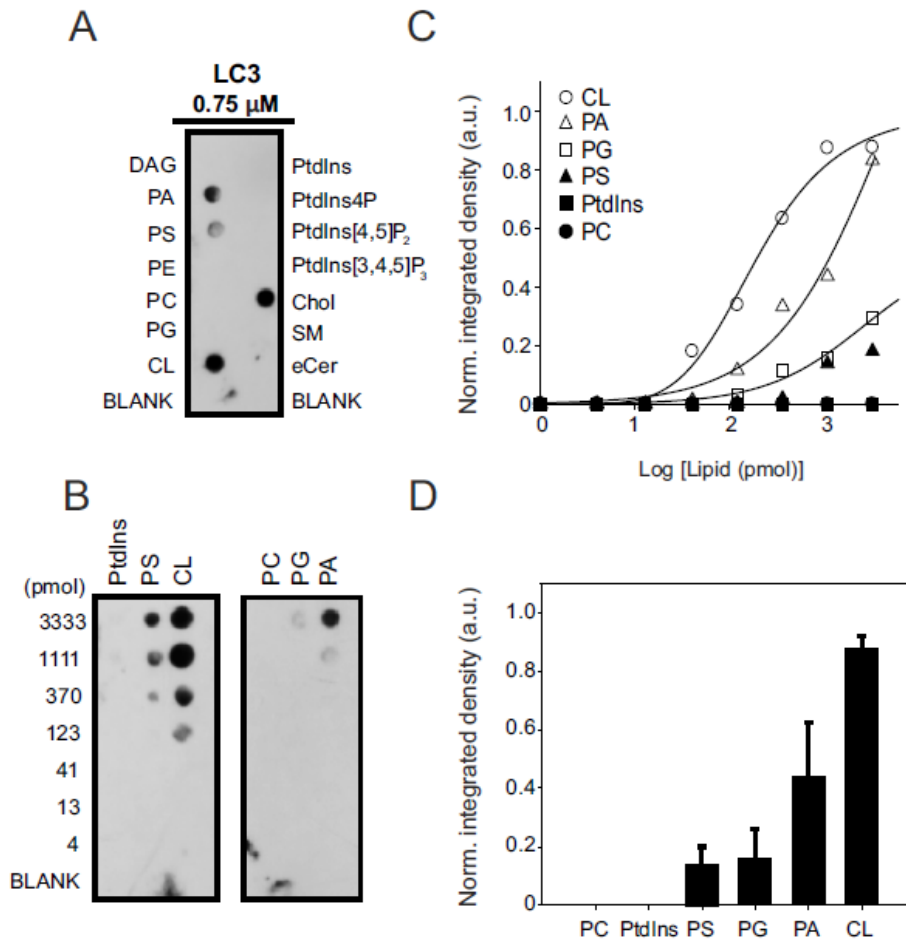 A
LC3
0.75 µM
DAG
PA
PS
PE
PC
PG
CL
BLANK
PtdIns
PtdIns4P
PtdIns[4,5]P2
PtdIns[3,4,5]P3
Chol
SM
eCer
BLANK
B
(pmol)
PtdIns
PS
CL
PC
PG
PA
3333
1111
370
123
41
13
4
BLANK
C
Norm. integrated density (a.u.)
1.0
0.8
0.6
0.4
0.2
0
CL
PA
PG
PS
PtdIns
PC
0 1 2 3
Log [Lipid (pmol)]
D
Norm. integrated density (a.u.)
1.0
0.8
0.6
0.4
0.2
0
PC PtdIns PS PG PA CL